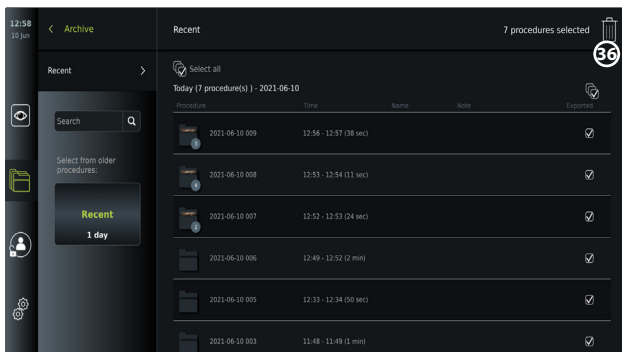 12:58
10 Jun
Archive
Recent
7 procedures selected
36
Recent
Select all
Today (7 procedure(s) ) - 2021-06-10
Procedure Time Name Note Exported
Search
Select from older
procedures:
Recent
1 day
3
2021-06-10 009 12:56 - 12:57 (38 sec)
4
2021-06-10 008 12:53 - 12:54 (11 sec)
2
2021-06-10 007 12:52 - 12:53 (24 sec)
2021-06-10 006 12:49 - 12:52 (2 min)
2021-06-10 005 12:33 - 12:34 (50 sec)
2021-06-10 003 11:48 - 11:49 (1 min)